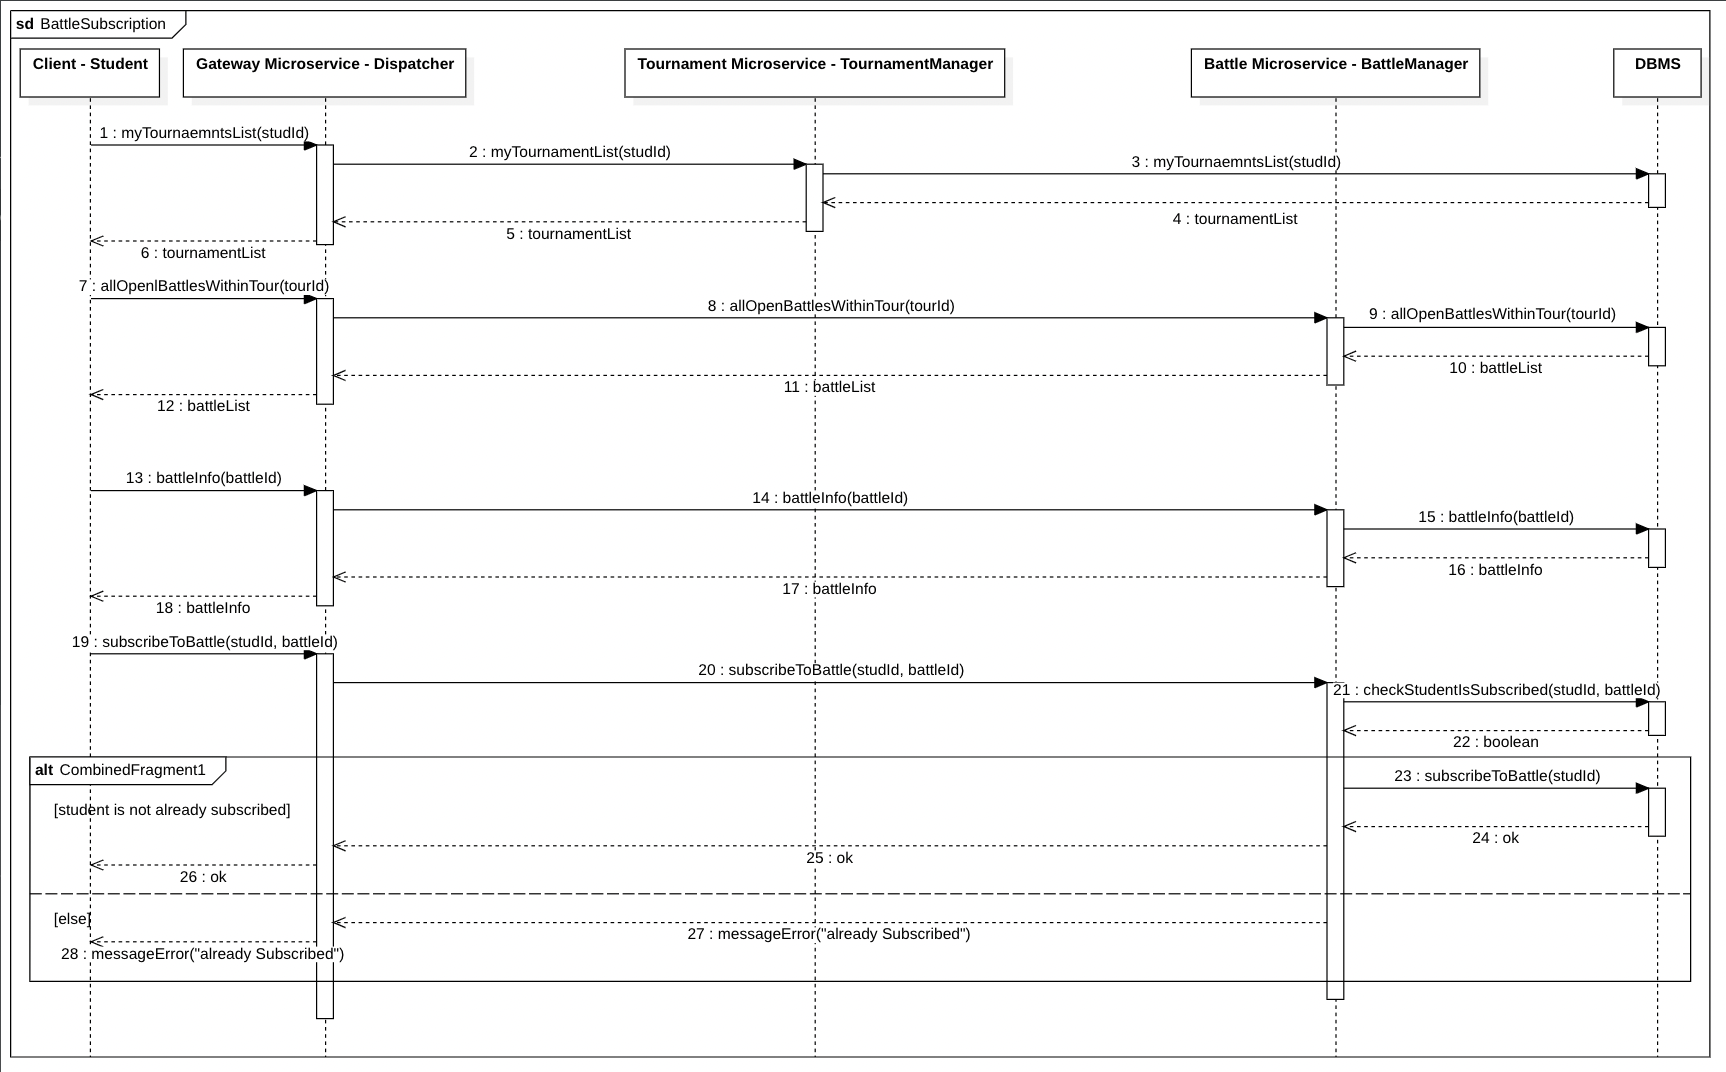 sd BattleSubscription
Client - Student
Gateway Microservice - Dispatcher
Tournament Microservice - TournamentManager
Battle Microservice - BattleManager
DBMS
1 : myTournaemntsList(studId)
2 : myTournamentList(studId)
3 : myTournaemntsList(studId)
4 : tournamentList
5 : tournamentList
6 : tournamentList
7 : allOpenlBattlesWithinTour(tourId)
8 : allOpenBattlesWithinTour(tourId)
9 : allOpenBattlesWithinTour(tourId)
10 : battleList
11 : battleList
12 : battleList
13 : battleInfo(battleId)
14 : battleInfo(battleId)
15 : battleInfo(battleId)
16 : battleInfo
17 : battleInfo
18 : battleInfo
19 : subscribeToBattle(studId, battleId)
20 : subscribeToBattle(studId, battleId)
21 : checkStudentIsSubscribed(studId, battleId)
22 : boolean
alt CombinedFragment1
23 : subscribeToBattle(studId)
[student is not already subscribed]
24 : ok
25 : ok
26 : ok
[else]
27 : messageError("already Subscribed")
28 : messageError("already Subscribed")